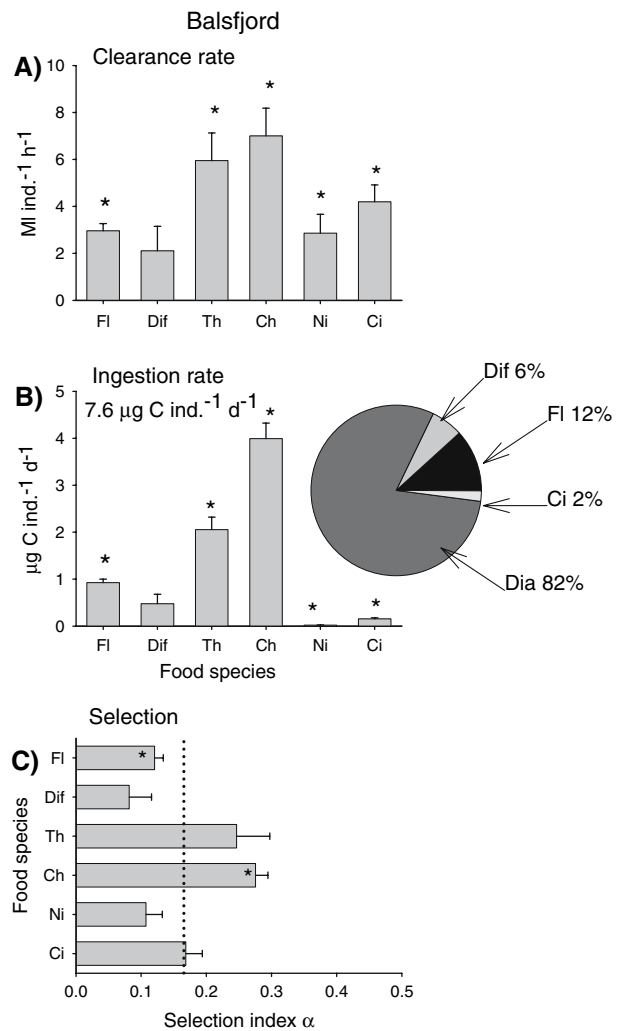 Balsfjord
A) Clearance rate
10
8
6
4
2
0
Ml ind.⁻¹ h⁻¹
* * * * *
Fl Dif Th Ch Ni Ci
B) Ingestion rate
7.6 µg C ind.⁻¹ d⁻¹
5
4
3
2
1
0
µg C ind.⁻¹ d⁻¹
* * * * *
Fl Dif Th Ch Ni Ci
Food species
Dif 6%
Fl 12%
Ci 2%
Dia 82%
Selection
C)
Food species
Fl *
Dif
Th
Ch *
Ni
Ci
0.0 0.1 0.2 0.3 0.4 0.5
Selection index α